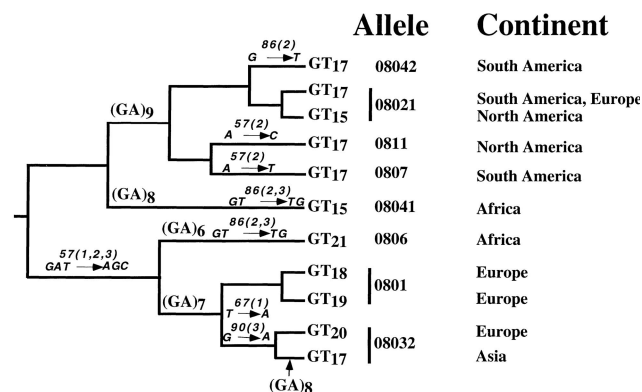 Allele Continent
86(2)
G → T
GT17 08042 South America
GT17 08021 South America, Europe
GT15 North America
(GA)9
57(2)
A → C
GT17 0811 North America
57(2)
A → T
GT17 0807 South America
(GA)8
86(2,3)
GT → TG
GT15 08041 Africa
(GA)6
86(2,3)
GT → TG
GT21 0806 Africa
57(1,2,3)
GAT → AGC
GT18 0801 Europe
GT19 Europe
(GA)7
67(1)
T → A
90(3)
G → A
GT20 08032 Europe
GT17 Asia
(GA)8